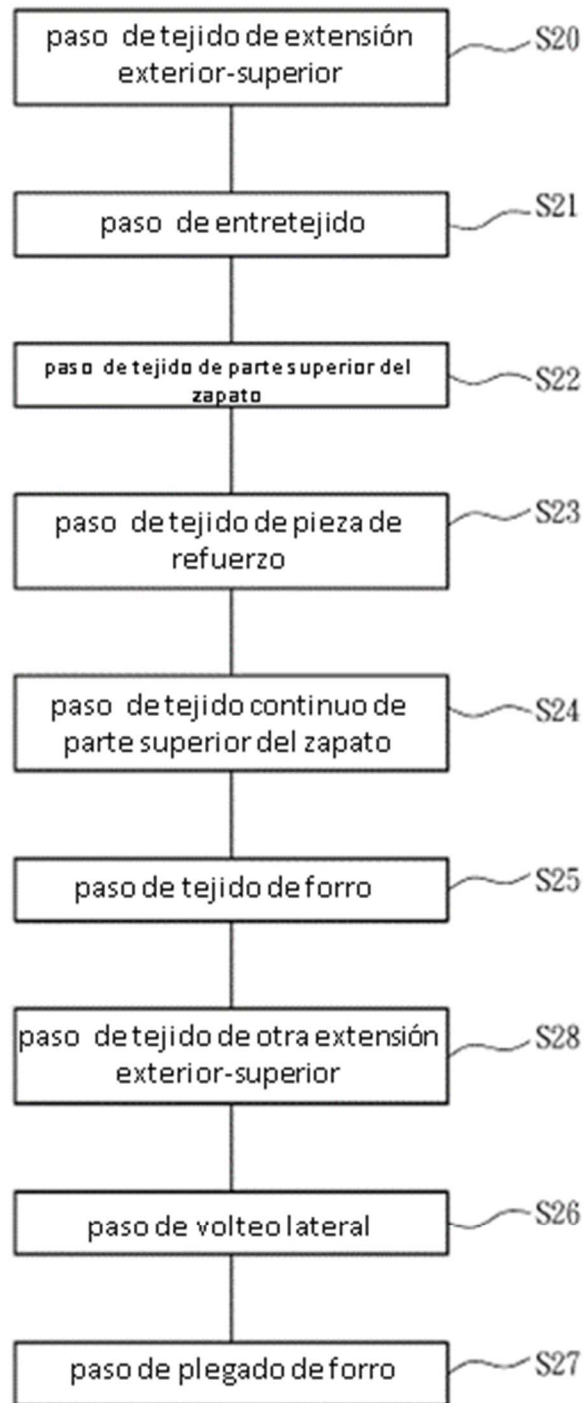 paso de tejido de extensión
exterior-superior
S20
paso de entretejido
S21
paso de tejido de parte superior del
zapato
S22
paso de tejido de pieza de
refuerzo
S23
paso de tejido continuo de
parte superior del zapato
S24
paso de tejido de forro
S25
paso de tejido de otra extensión
exterior-superior
S28
paso de volteo lateral
S26
paso de plegado de forro
S27